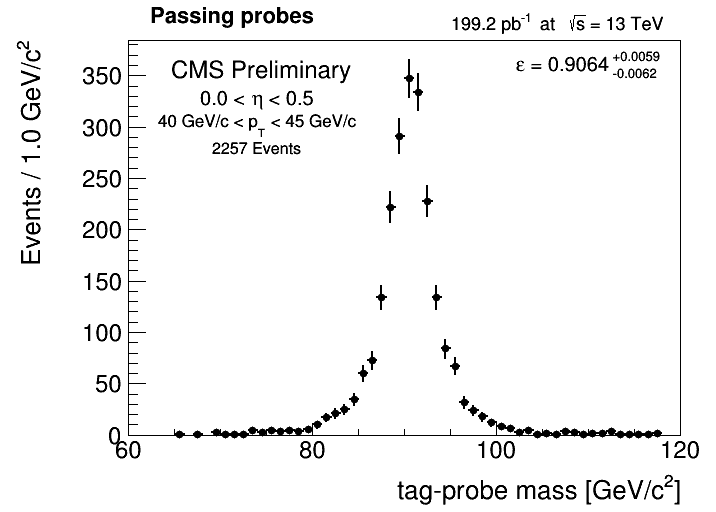 Passing probes
199.2 pb⁻¹ at √s = 13 TeV
CMS Preliminary
0.0 < η < 0.5
40 GeV/c < p_T < 45 GeV/c
2257 Events
ε = 0.9064 +0.0059 -0.0062
Events / 1.0 GeV/c²
350
300
250
200
150
100
50
0
60 80 100 120
tag-probe mass [GeV/c²]